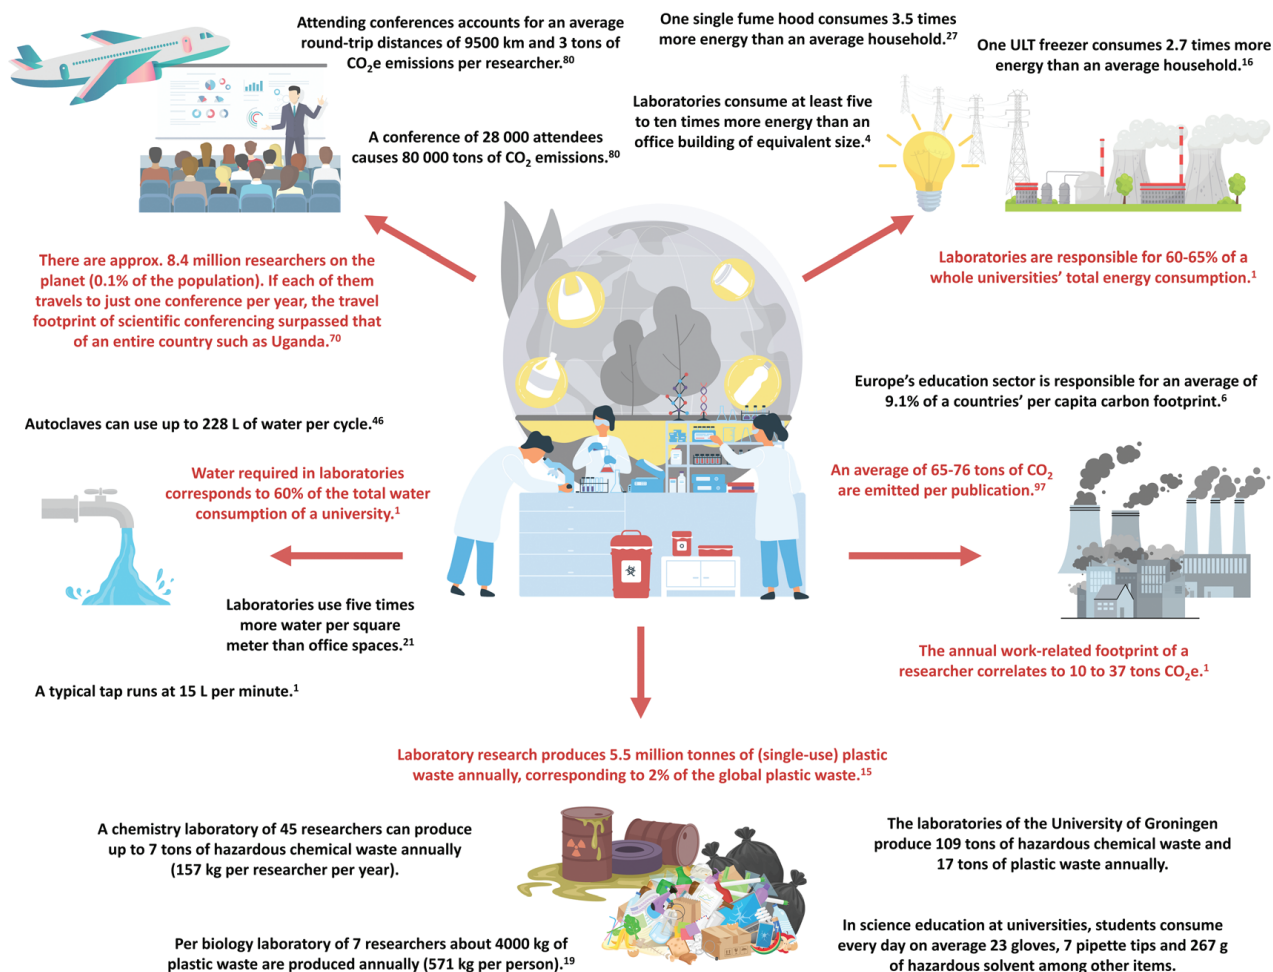 Attending conferences accounts for an average
round-trip distances of 9500 km and 3 tons of
CO₂e emissions per researcher.⁸⁰
A conference of 28 000 attendees
causes 80 000 tons of CO₂ emissions.⁸⁰
There are approx. 8.4 million researchers on the
planet (0.1% of the population). If each of them
travels to just one conference per year, the travel
footprint of scientific conferencing surpassed that
of an entire country such as Uganda.⁷⁰
One single fume hood consumes 3.5 times
more energy than an average household.²⁷
One ULT freezer consumes 2.7 times more
energy than an average household.¹⁶
Laboratories consume at least five
to ten times more energy than an
office building of equivalent size.⁴
Laboratories are responsible for 60-65% of a
whole universities' total energy consumption.¹
Autoclaves can use up to 228 L of water per cycle.⁴⁶
Water required in laboratories
corresponds to 60% of the total water
consumption of a university.¹
Laboratories use five times
more water per square
meter than office spaces.²¹
A typical tap runs at 15 L per minute.¹
Europe's education sector is responsible for an average of
9.1% of a countries' per capita carbon footprint.⁶
An average of 65-76 tons of CO₂
are emitted per publication.⁹⁷
The annual work-related footprint of a
researcher correlates to 10 to 37 tons CO₂e.¹
Laboratory research produces 5.5 million tonnes of (single-use) plastic
waste annually, corresponding to 2% of the global plastic waste.¹⁵
A chemistry laboratory of 45 researchers can produce
up to 7 tons of hazardous chemical waste annually
(157 kg per researcher per year).
Per biology laboratory of 7 researchers about 4000 kg of
plastic waste are produced annually (571 kg per person).¹⁹
The laboratories of the University of Groningen
produce 109 tons of hazardous chemical waste and
17 tons of plastic waste annually.
In science education at universities, students consume
every day on average 23 gloves, 7 pipette tips and 267 g
of hazardous solvent among other items.